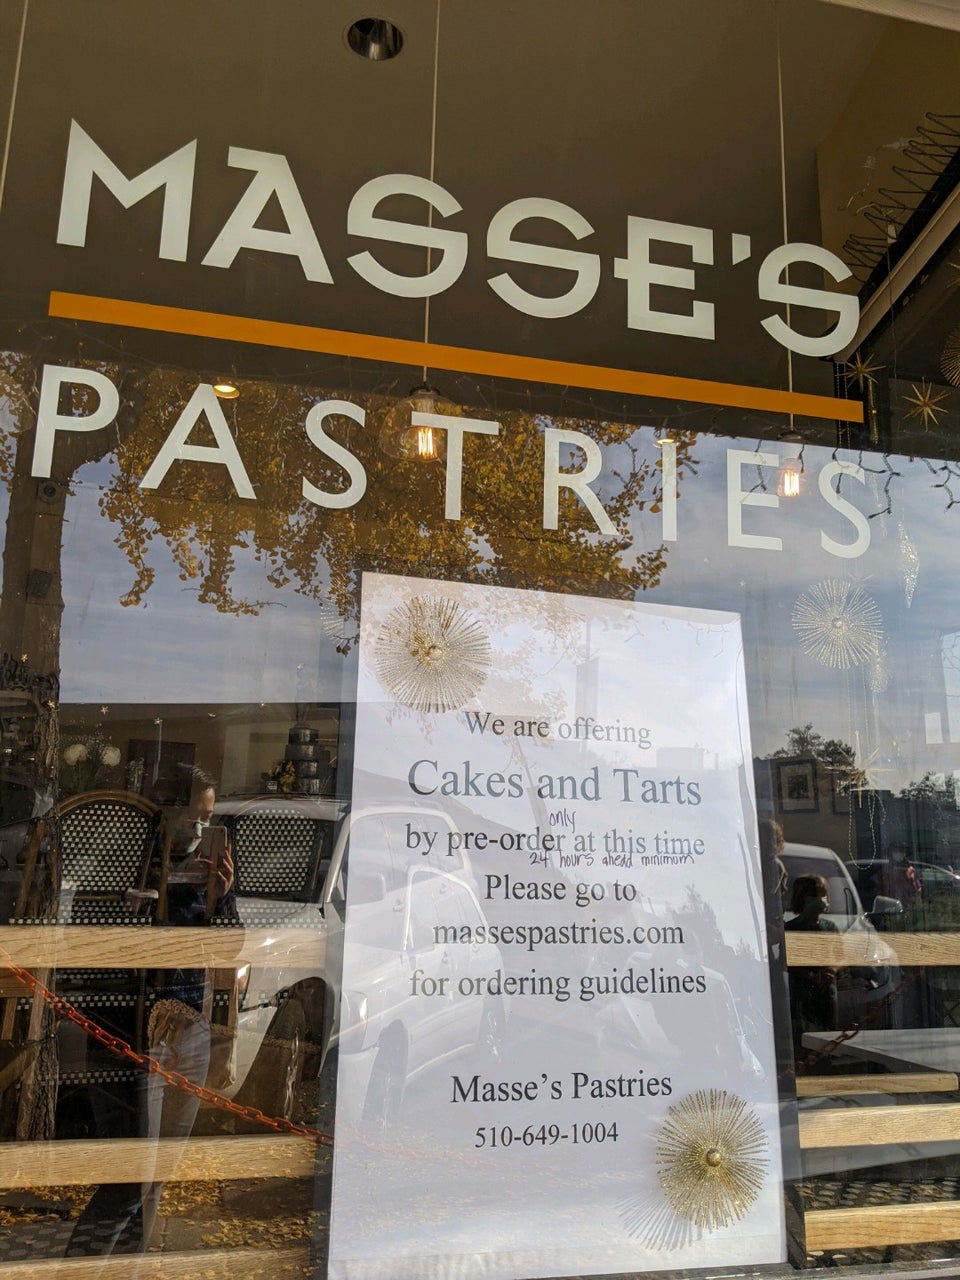 MASSE'S
PASTRIES
We are offering
Cakes and Tarts
only
by pre-order at this time
24 hours ahead minimum
Please go to
massespastries.com
for ordering guidelines
Masse's Pastries
510-649-1004